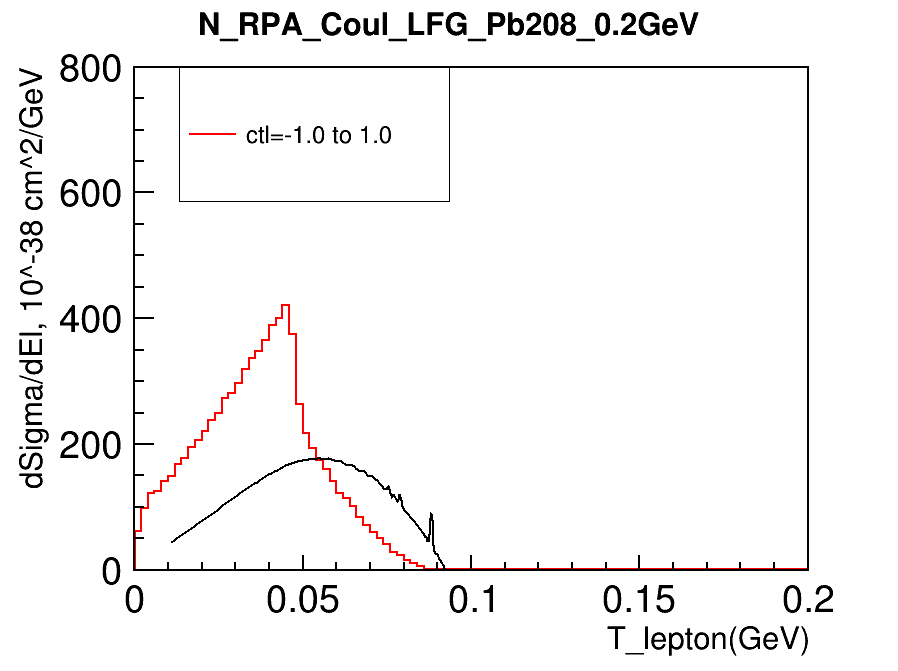 N_RPA_Coul_LFG_Pb208_0.2GeV
dSigma/dEl, 10^-38 cm^2/GeV
800
600
400
200
0
ctl=-1.0 to 1.0
0 0.05 0.1 0.15 0.2
T_lepton(GeV)